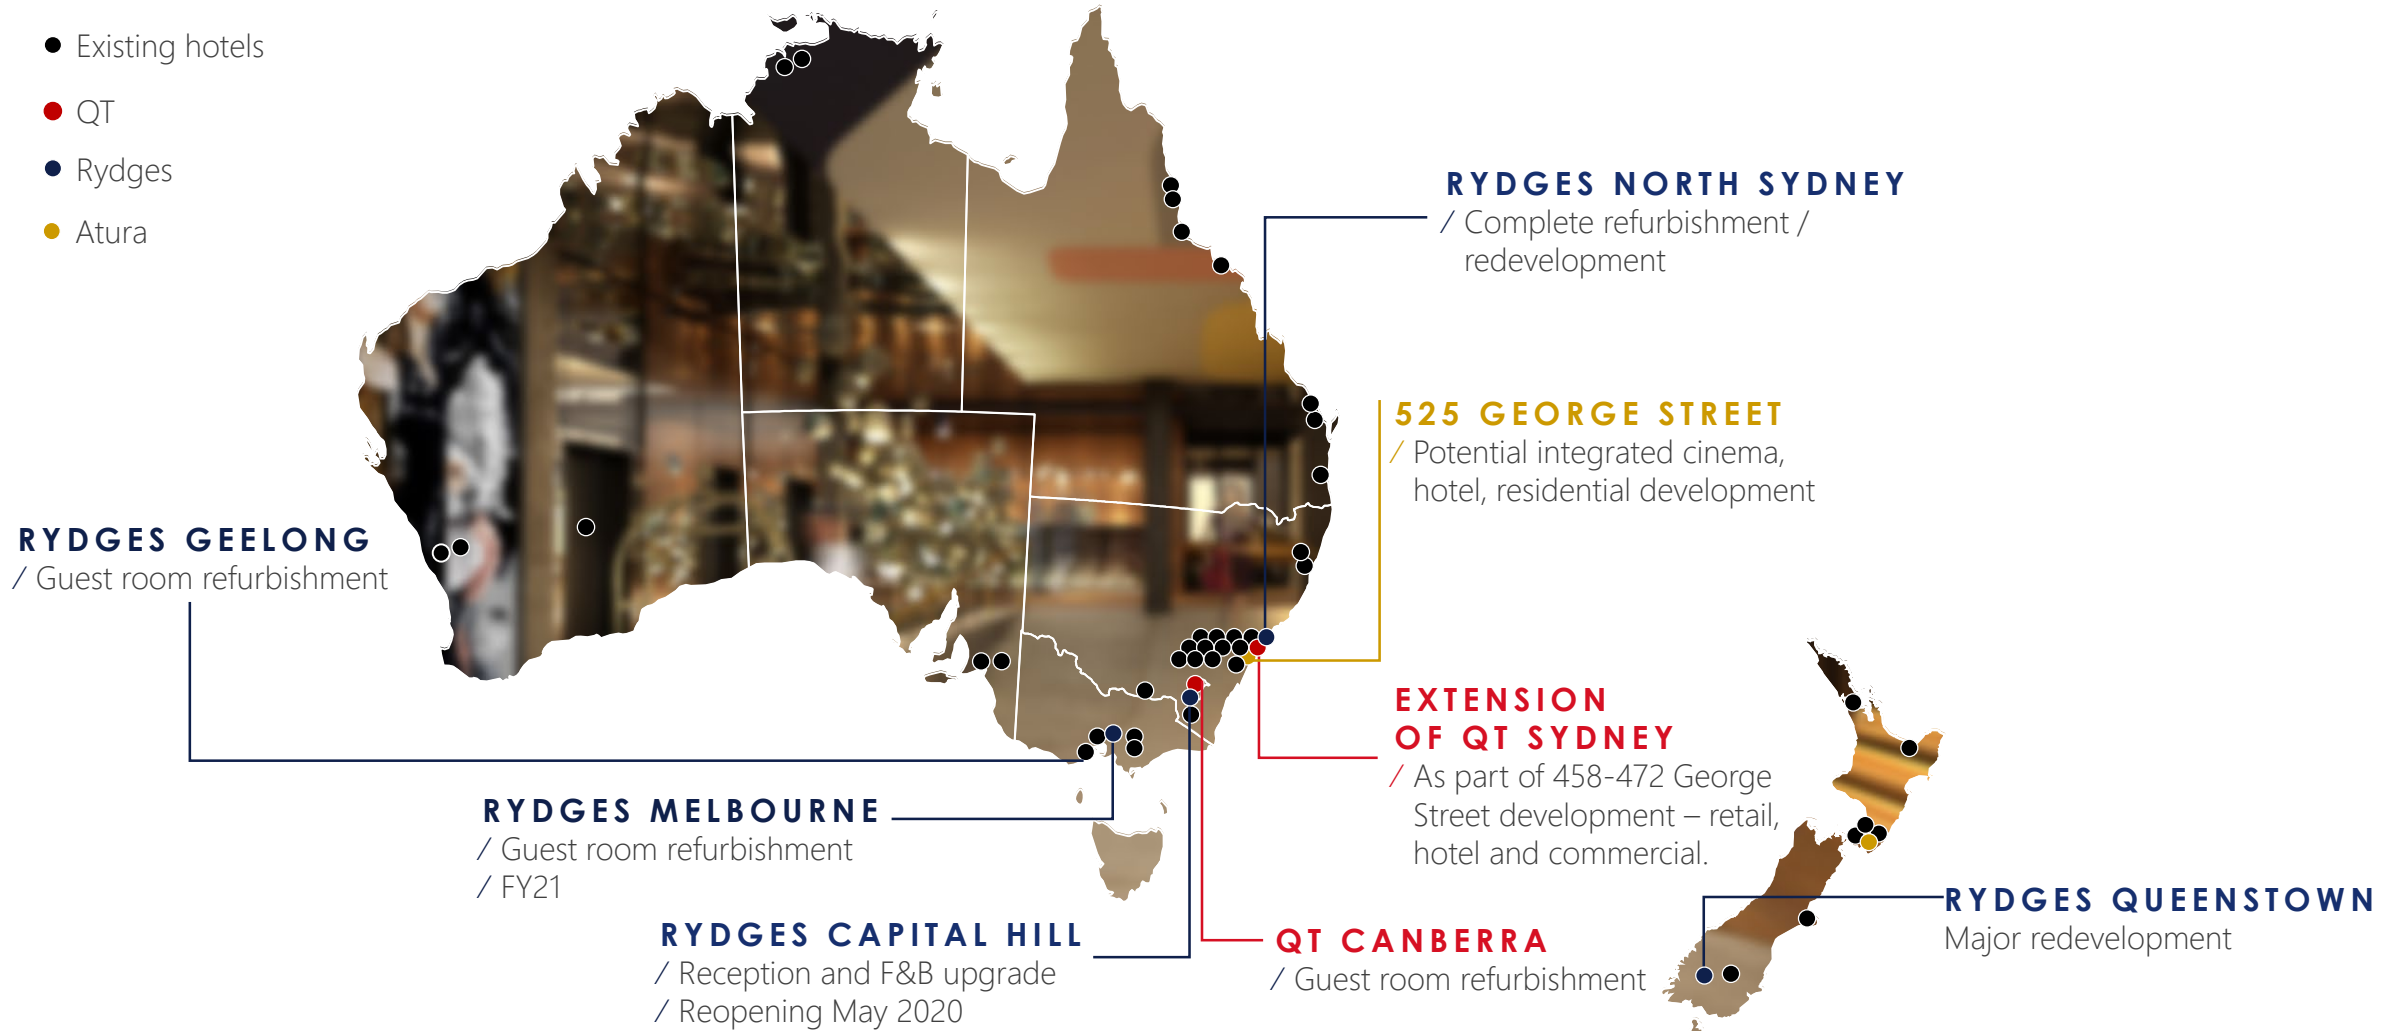 Existing hotels
QT
Rydges
Atura
RYDGES NORTH SYDNEY
/ Complete refurbishment /
redevelopment
525 GEORGE STREET
/ Potential integrated cinema,
hotel, residential development
RYDGES GEELONG
/ Guest room refurbishment
EXTENSION
OF QT SYDNEY
/ As part of 458-472 George
Street development – retail,
hotel and commercial.
RYDGES MELBOURNE
/ Guest room refurbishment
/ FY21
RYDGES CAPITAL HILL
/ Reception and F&B upgrade
/ Reopening May 2020
QT CANBERRA
/ Guest room refurbishment
RYDGES QUEENSTOWN
Major redevelopment